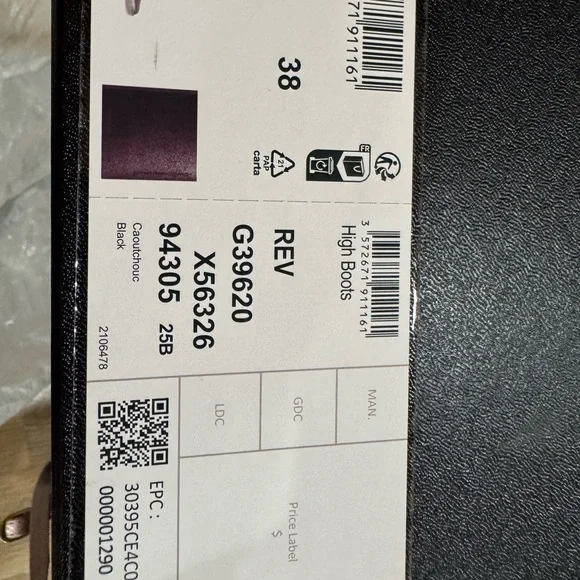 71 911161
38
FR
21
PAP
carta
3 572671 911161
High Boots
REV
G39620
X56326
94305 25B
Caoutchouc
Black
2106478
MAN.
GDC
LDC
Price Label
$
EPC :
30395CE4C0
000001290